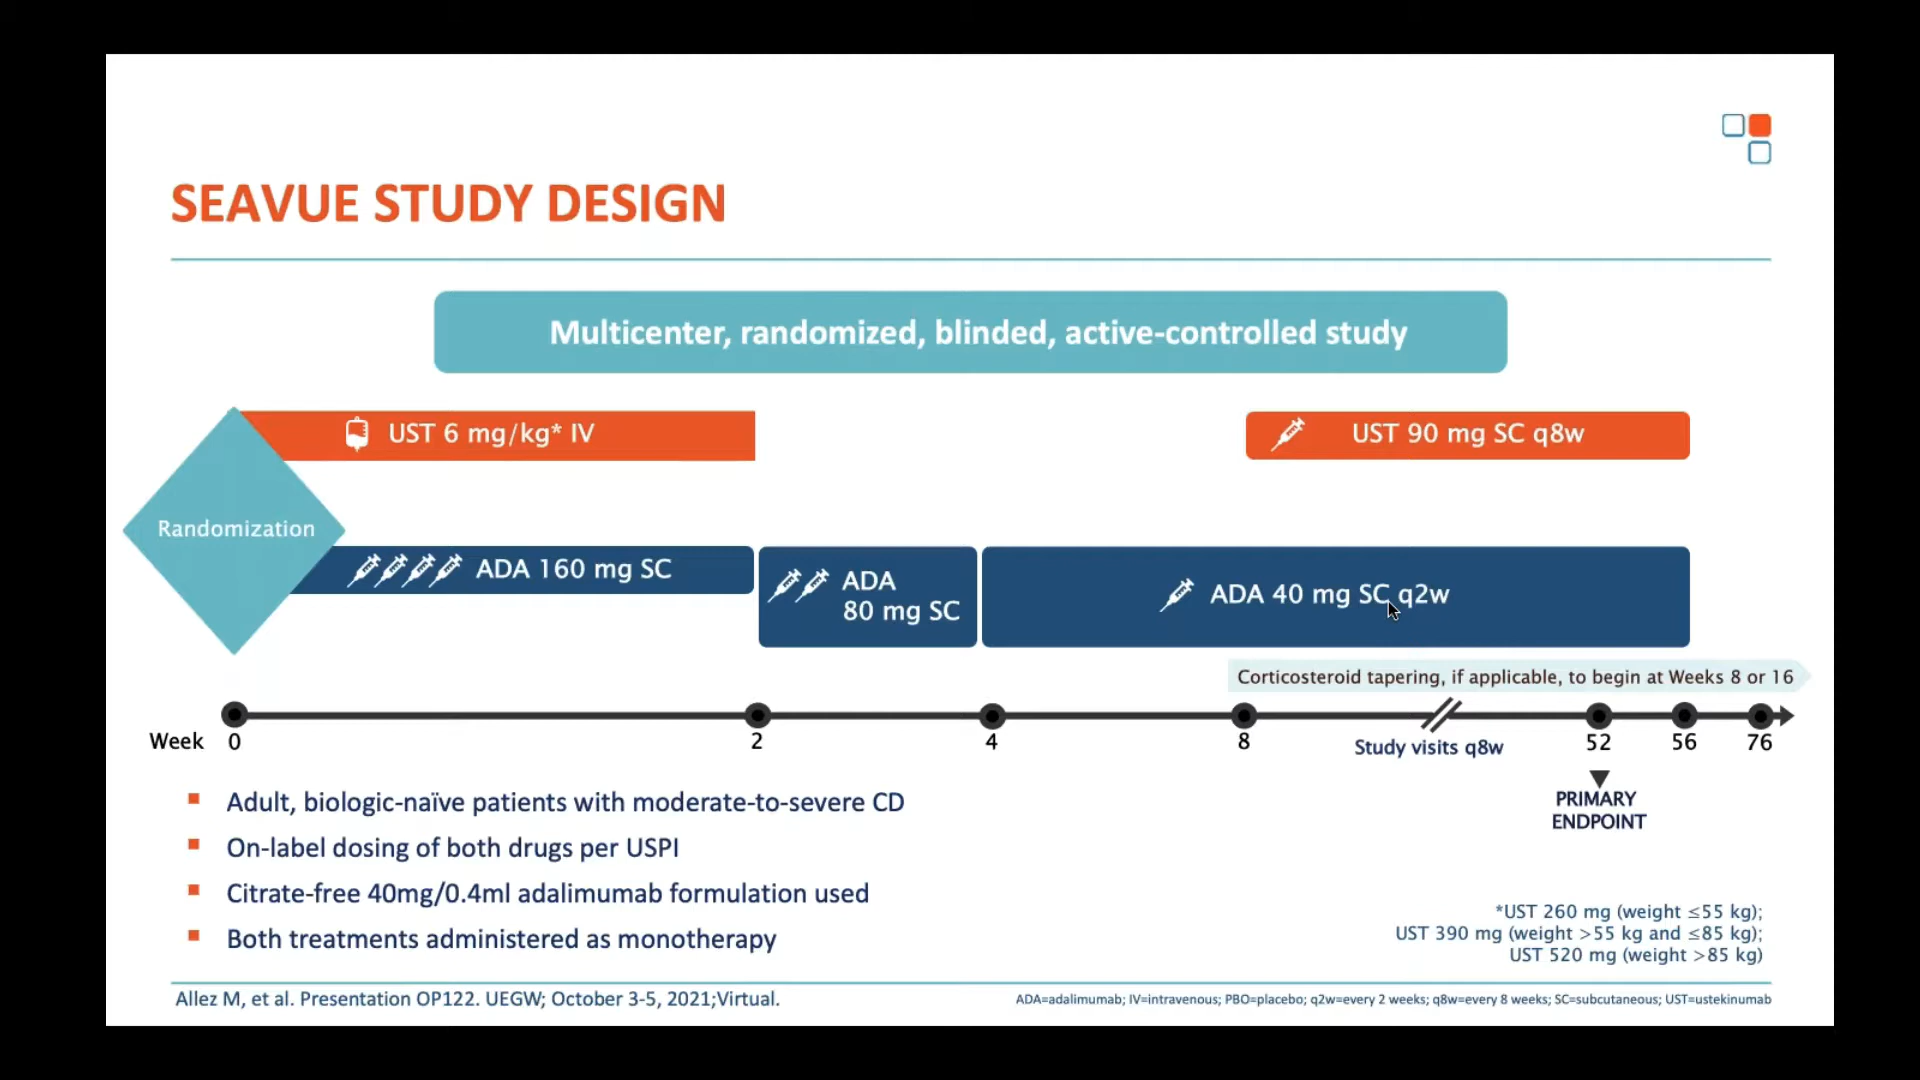 SEAVUE STUDY DESIGN
Multicenter, randomized, blinded, active-controlled study
UST 6 mg/kg* IV
UST 90 mg SC q8w
Randomization
ADA 160 mg SC
ADA
80 mg SC
ADA 40 mg SC q2w
Corticosteroid tapering, if applicable, to begin at Weeks 8 or 16
Week 0 2 4 8 52 56 76
Study visits q8w
PRIMARY
ENDPOINT
▪ Adult, biologic-naïve patients with moderate-to-severe CD
▪ On-label dosing of both drugs per USPI
▪ Citrate-free 40mg/0.4ml adalimumab formulation used
▪ Both treatments administered as monotherapy
*UST 260 mg (weight ≤55 kg);
UST 390 mg (weight >55 kg and ≤85 kg);
UST 520 mg (weight >85 kg)
Allez M, et al. Presentation OP122. UEGW; October 3-5, 2021;Virtual.
ADA=adalimumab; IV=intravenous; PBO=placebo; q2w=every 2 weeks; q8w=every 8 weeks; SC=subcutaneous; UST=ustekinumab